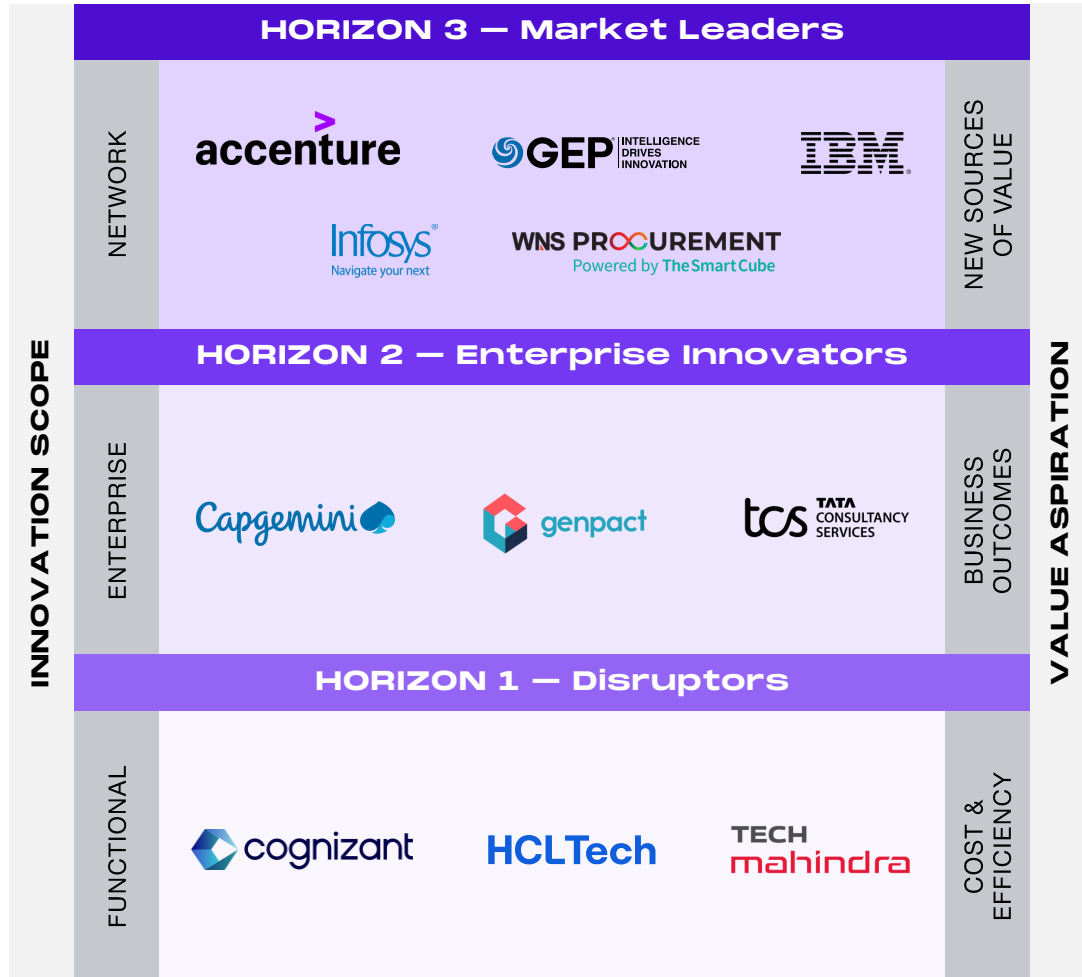 HORIZON 3 — Market Leaders
INNOVATION SCOPE
VALUE ASPIRATION
NETWORK
accenture
GEP®
INTELLIGENCE
DRIVES
INNOVATION
IBM®
Infosys®
Navigate your next
WNS PROCUREMENT
Powered by TheSmartCube
NEW SOURCES
OF VALUE
HORIZON 2 — Enterprise Innovators
ENTERPRISE
Capgemini
genpact
tcs
TATA
CONSULTANCY
SERVICES
BUSINESS
OUTCOMES
HORIZON 1 — Disruptors
FUNCTIONAL
cognizant
HCLTech
TECH
mahindra
COST &
EFFICIENCY